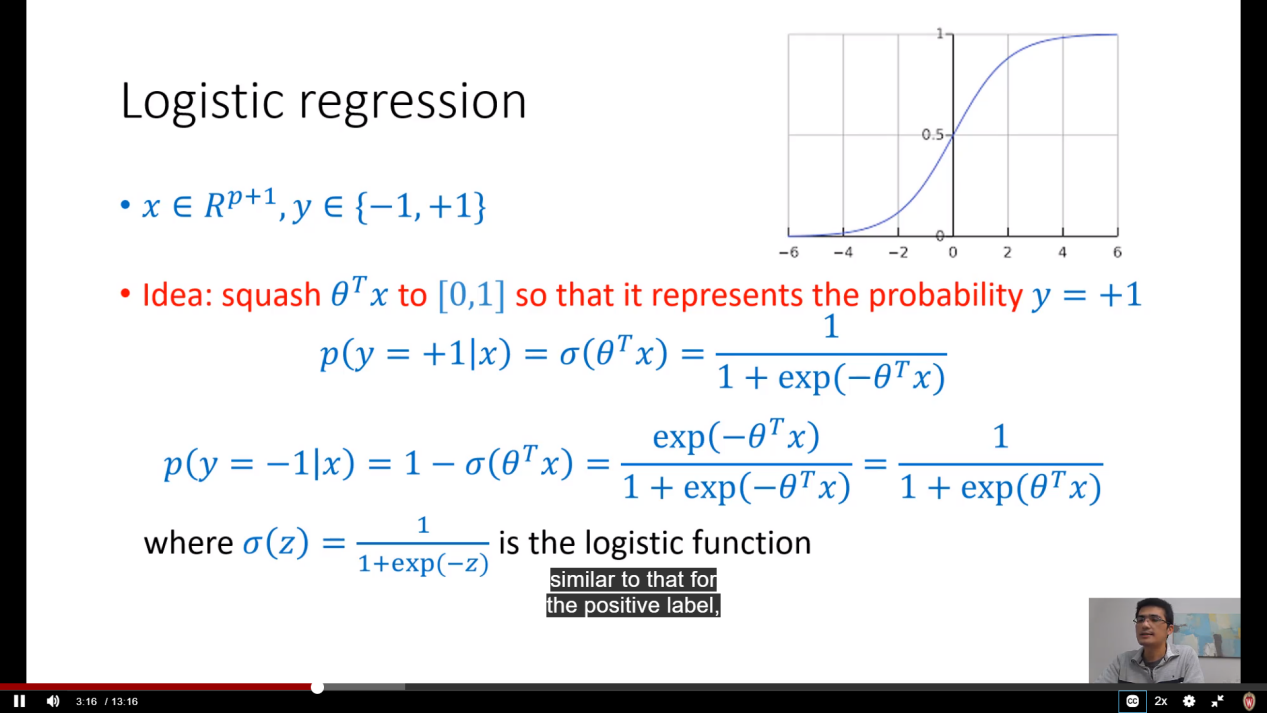 Logistic regression
1
0.5
0
−6 −4 −2 0 2 4 6
• x ∈ R^{p+1}, y ∈ {−1, +1}
• Idea: squash θ^T x to [0,1] so that it represents the probability y = +1
p(y = +1|x) = σ(θ^T x) = 1 / (1 + exp(−θ^T x))
p(y = −1|x) = 1 − σ(θ^T x) = exp(−θ^T x) / (1 + exp(−θ^T x)) = 1 / (1 + exp(θ^T x))
where σ(z) = 1 / (1+exp(−z)) is the logistic function
similar to that for
the positive label,
3:16 / 13:16
CC 2x W